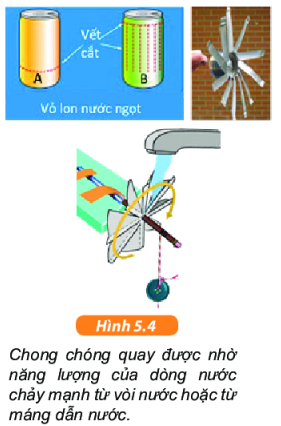 Vết
cắt
A
B
Vỏ lon nước ngọt
Hình 5.4
Chong chóng quay được nhờ
năng lượng của dòng nước
chảy mạnh từ vòi nước hoặc từ
máng dẫn nước.